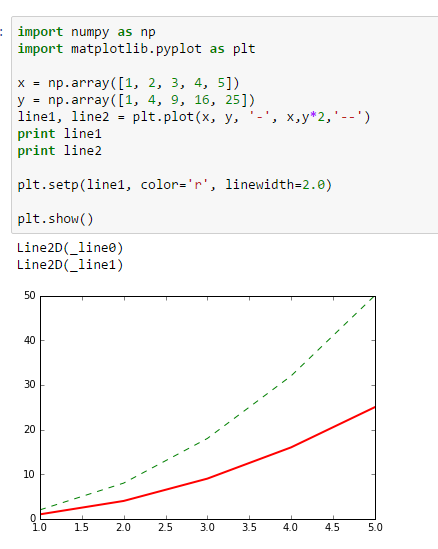 import numpy as np
import matplotlib.pyplot as plt
x = np.array([1, 2, 3, 4, 5])
y = np.array([1, 4, 9, 16, 25])
line1, line2 = plt.plot(x, y, '-', x,y*2,'--')
print line1
print line2
plt.setp(line1, color='r', linewidth=2.0)
plt.show()
Line2D(_line0)
Line2D(_line1)
50
40
30
20
10
0
1.0 1.5 2.0 2.5 3.0 3.5 4.0 4.5 5.0